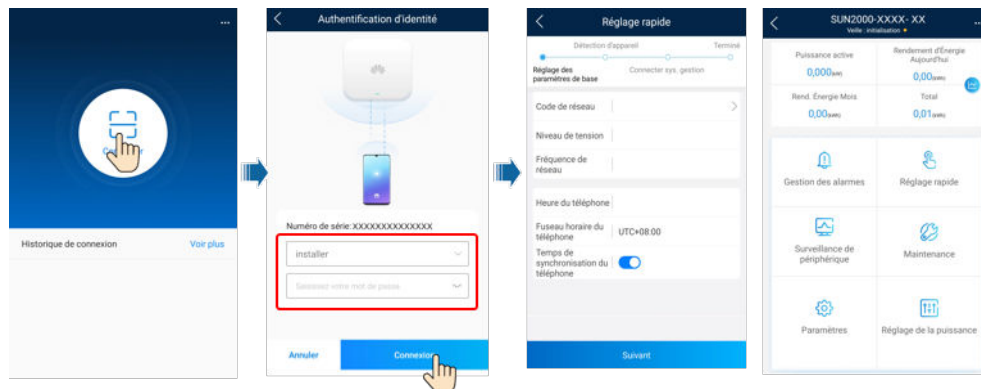 ...
Connecter
Historique de connexion
Voir plus
Authentification d'identité
Numéro de série: XXXXXXXXXXXXXX
installer
Saisissez votre mot de passe
Annuler
Connexion
Réglage rapide
Détection d'appareil
Terminé
Réglage des
paramètres de base
Connecter sys. gestion
Code de réseau
Niveau de tension
Fréquence de
réseau
Heure du téléphone
Fuseau horaire du
téléphone
UTC+08:00
Temps de
synchronisation du
téléphone
Suivant
SUN2000-XXXX- XX
...
Veille : initialisation
Puissance active
Rendement d'Énergie
Aujourd'hui
0,000(kW)
0,00(kWh)
Rend. Énergie Mois
Total
0,00(kWh)
0,01(kWh)
Gestion des alarmes
Réglage rapide
Surveillance de
périphérique
Maintenance
Paramètres
Réglage de la puissance